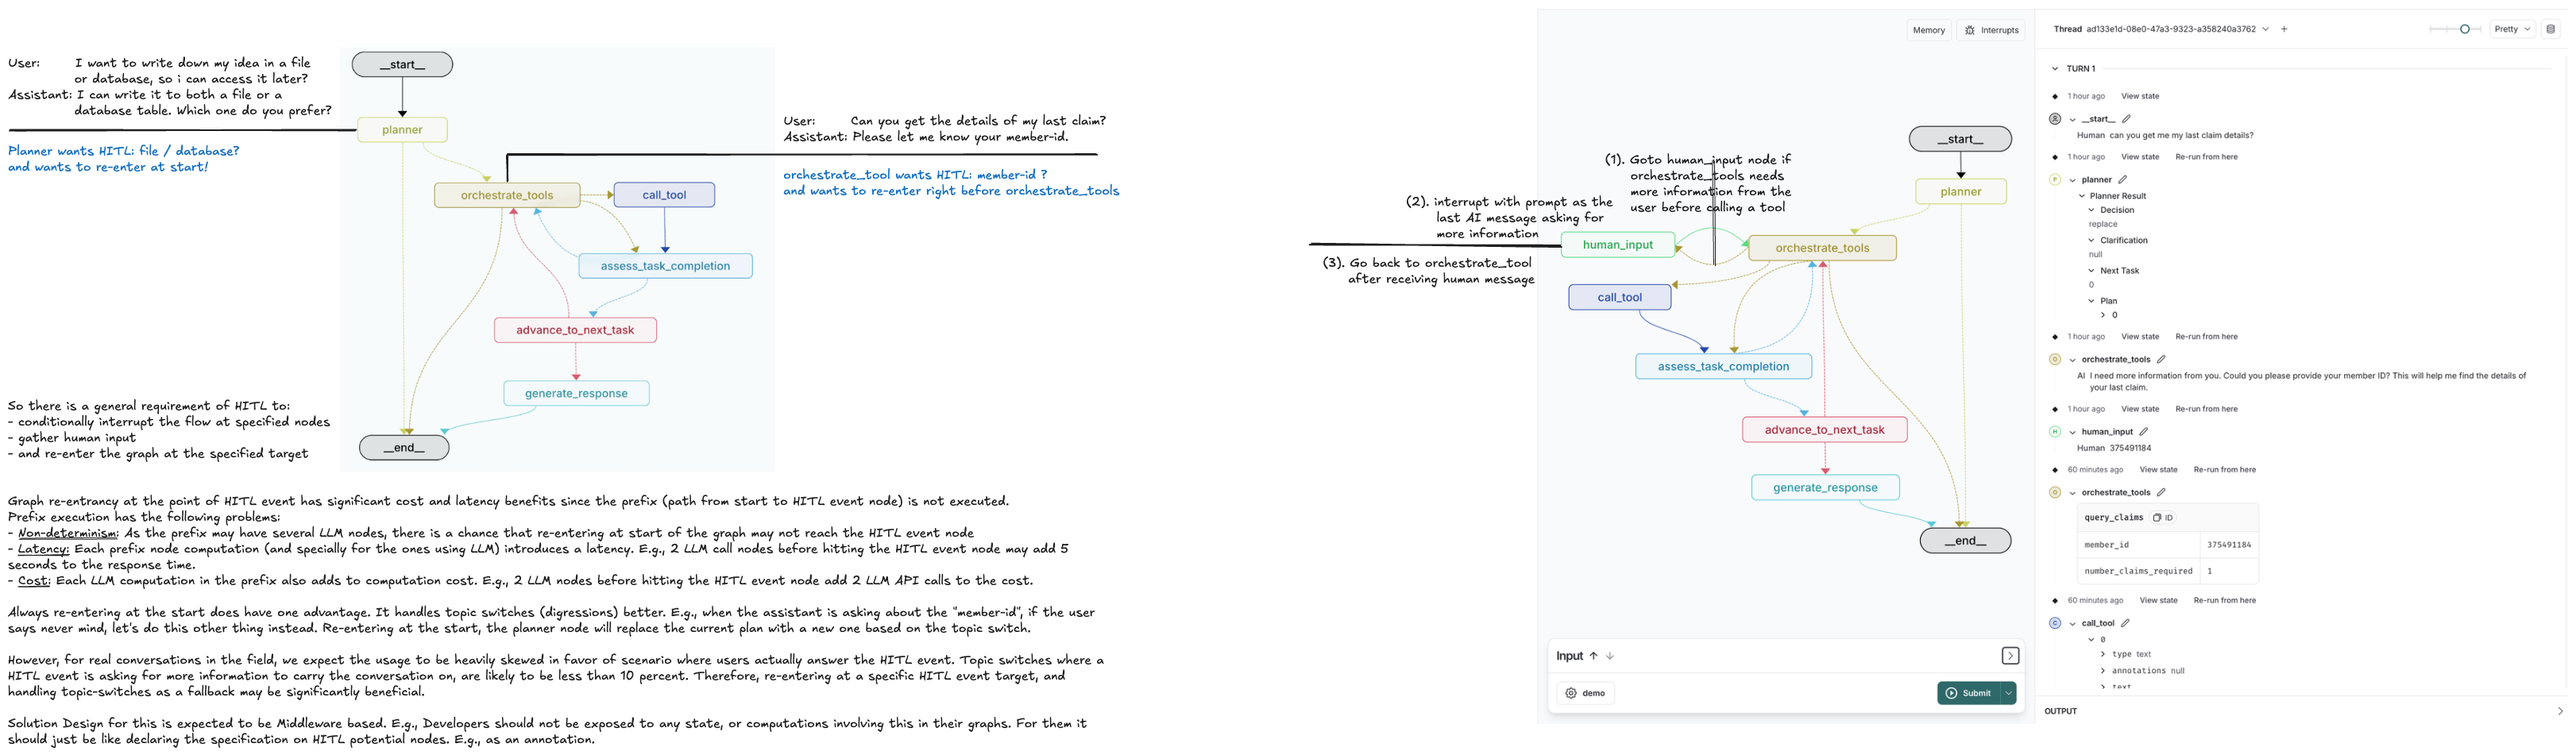 User: I want to write down my idea in a file
or database, so i can access it later?
Assistant: I can write it to both a file or a
database table. Which one do you prefer?
Planner wants HITL: file / database?
and wants to re-enter at start!
__start__
planner
orchestrate_tools
call_tool
assess_task_completion
advance_to_next_task
generate_response
__end__
User: Can you get the details of my last claim?
Assistant: Please let me know your member-id.
orchestrate_tool wants HITL: member-id ?
and wants to re-enter right before orchestrate_tools
So there is a general requirement of HITL to:
- conditionally interrupt the flow at specified nodes
- gather human input
- and re-enter the graph at the specified target
Graph re-entrancy at the point of HITL event has significant cost and latency benefits since the prefix (path from start to HITL event node) is not executed.
Prefix execution has the following problems:
- Non-determinism: As the prefix may have several LLM nodes, there is a chance that re-entering at start of the graph may not reach the HITL event node
- Latency: Each prefix node computation (and specially for the ones using LLM) introduces a latency. E.g., 2 LLM call nodes before hitting the HITL event node may add 5
seconds to the response time.
- Cost: Each LLM computation in the prefix also adds to computation cost. E.g., 2 LLM nodes before hitting the HITL event node add 2 LLM API calls to the cost.
Always re-entering at the start does have one advantage. It handles topic switches (digressions) better. E.g., when the assistant is asking about the "member-id", if the user
says never mind, let's do this other thing instead. Re-entering at the start, the planner node will replace the current plan with a new one based on the topic switch.
However, for real conversations in the field, we expect the usage to be heavily skewed in favor of scenario where users actually answer the HITL event. Topic switches where a
HITL event is asking for more information to carry the conversation on, are likely to be less than 10 percent. Therefore, re-entering at a specific HITL event target, and
handling topic-switches as a fallback may be significantly beneficial.
Solution Design for this is expected to be Middleware based. E.g., Developers should not be exposed to any state, or computations involving this in their graphs. For them it
should just be like declaring the specification on HITL potential nodes. E.g., as an annotation.
Memory
Interrupts
(1). Goto human_input node if
orchestrate_tools needs
more information from the
user before calling a tool
(2). interrupt with prompt as the
last AI message asking for
more information
(3). Go back to orchestrate_tool
after receiving human message
__start__
planner
human_input
orchestrate_tools
call_tool
assess_task_completion
advance_to_next_task
generate_response
__end__
Input
demo
Submit
Thread ad133e1d-08e0-47a3-9323-a358240a3762
Pretty
TURN 1
1 hour ago View state
__start__
Human can you get me my last claim details?
1 hour ago View state Re-run from here
P planner
Planner Result
Decision
replace
Clarification
null
Next Task
0
Plan
0
1 hour ago View state Re-run from here
O orchestrate_tools
AI I need more information from you. Could you please provide your member ID? This will help me find the details of
your last claim.
1 hour ago View state Re-run from here
H human_input
Human 375491184
60 minutes ago View state Re-run from here
O orchestrate_tools
query_claims ID
member_id 375491184
number_claims_required 1
60 minutes ago View state Re-run from here
C call_tool
0
type text
annotations null
text
OUTPUT